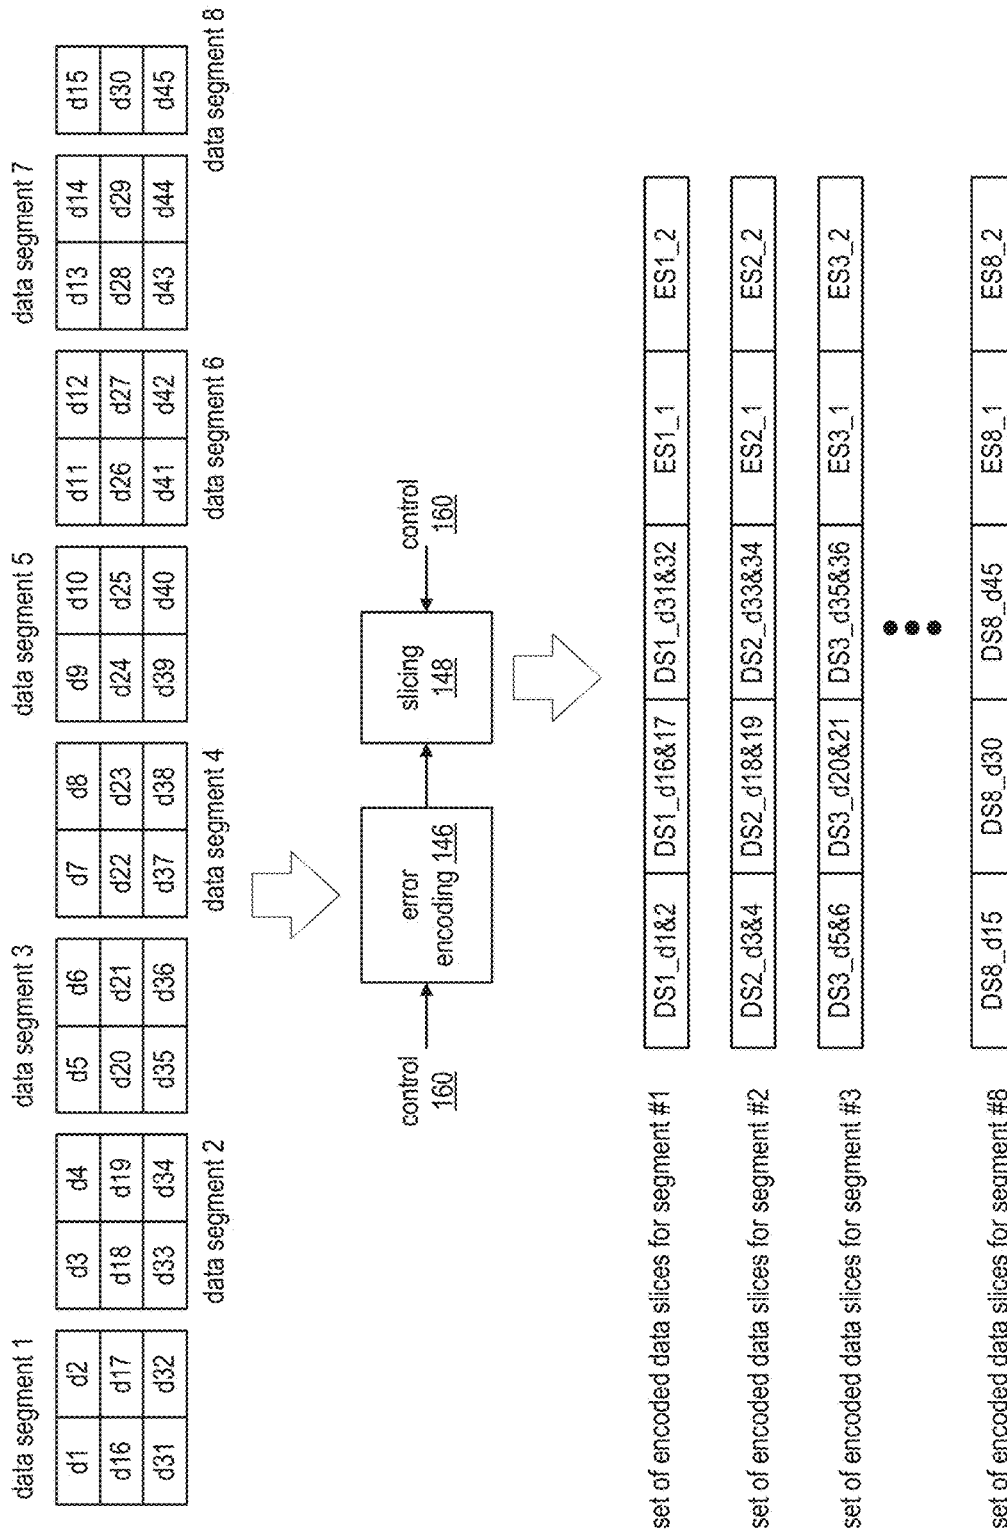 data segment 1
data segment 3
data segment 5
data segment 7
d1 d2 d3 d4 d5 d6 d7 d8 d9 d10 d11 d12 d13 d14 d15
d16 d17 d18 d19 d20 d21 d22 d23 d24 d25 d26 d27 d28 d29 d30
d31 d32 d33 d34 d35 d36 d37 d38 d39 d40 d41 d42 d43 d44 d45
data segment 2
data segment 4
data segment 6
data segment 8
control
160
error
encoding 146
slicing
148
control
160
set of encoded data slices for segment #1 DS1_d1&2 DS1_d16&17 DS1_d31&32 ES1_1 ES1_2
set of encoded data slices for segment #2 DS2_d3&4 DS2_d18&19 DS2_d33&34 ES2_1 ES2_2
set of encoded data slices for segment #3 DS3_d5&6 DS3_d20&21 DS3_d35&36 ES3_1 ES3_2
set of encoded data slices for segment #8 DS8_d15 DS8_d30 DS8_d45 ES8_1 ES8_2